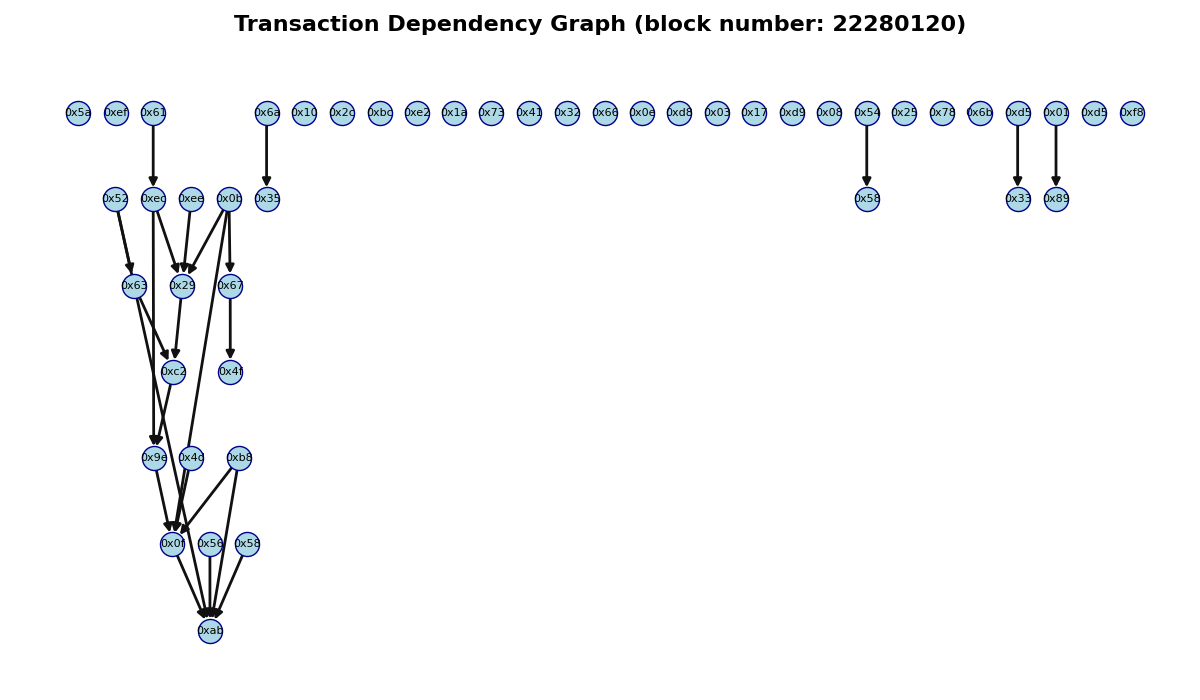 Transaction Dependency Graph (block number: 22280120)
0x5a 0xef 0x61 0x6a 0x10 0x2c 0xbc 0xe2 0x1a 0x73 0x41 0x32 0x66 0x0e 0xd8 0x03 0x17 0xd9 0x08 0x54 0x25 0x78 0x6b 0xd5 0x01 0xd5 0xf8
0x52 0xec 0xee 0x0b 0x35 0x58 0x33 0x89
0x63 0x29 0x67
0xc2 0x4f
0x9e 0x4d 0xb8
0x0f 0x56 0x58
0xab